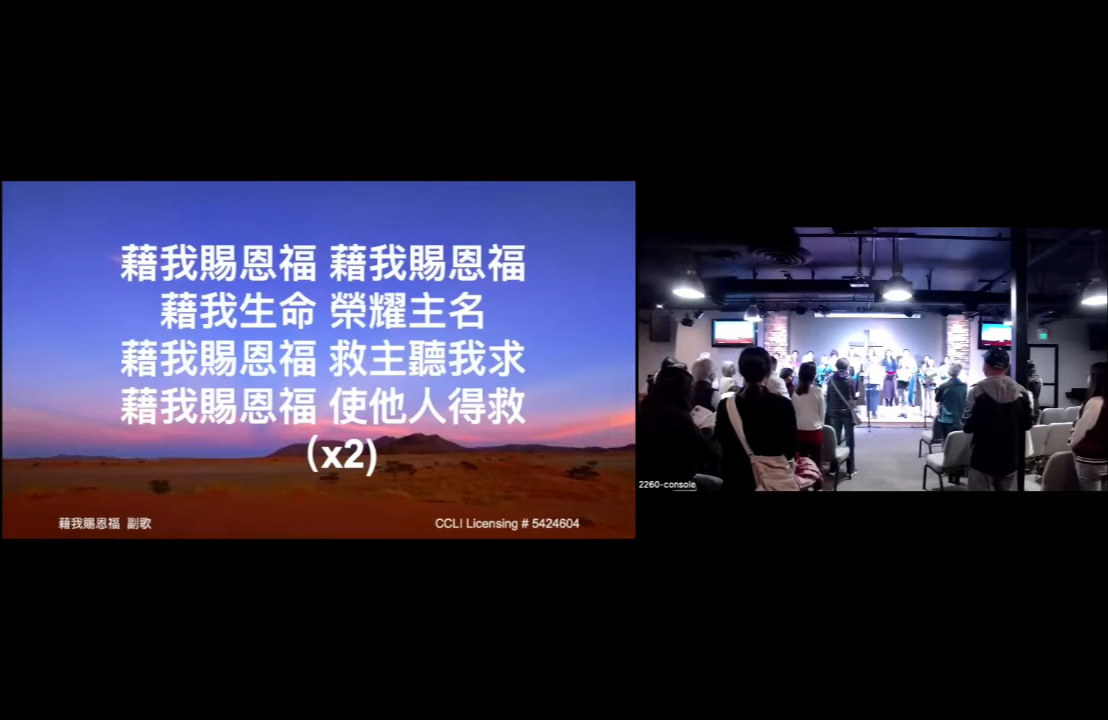 藉我賜恩福 藉我賜恩福
藉我生命 榮耀主名
藉我賜恩福 救主聽我求
藉我賜恩福 使他人得救
(x2)
藉我賜恩福 副歌
CCLI Licensing # 5424604
2260-console